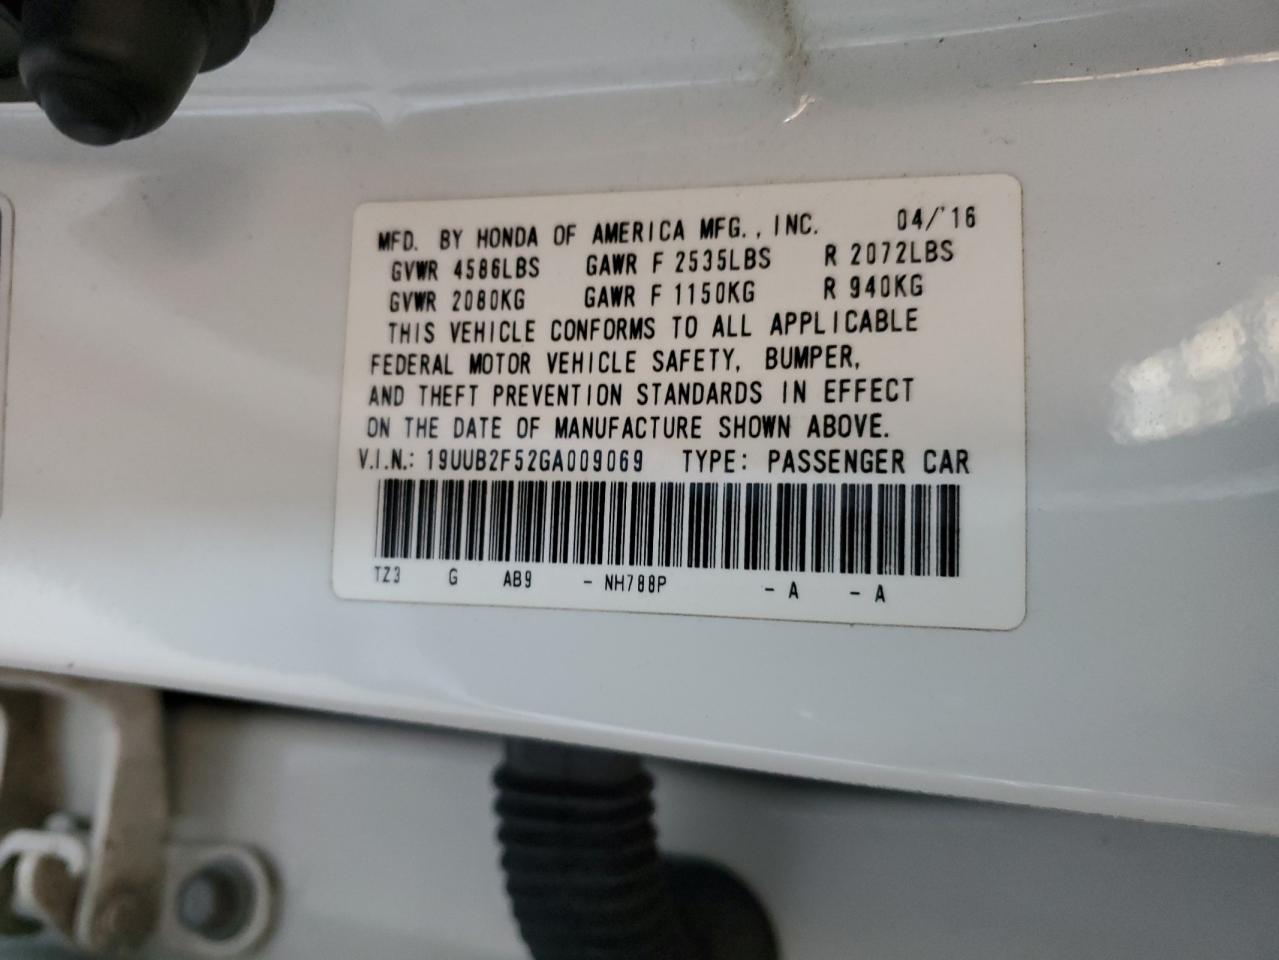 MFD. BY HONDA OF AMERICA MFG., INC. 04/'16
GVWR 4586LBS GAWR F 2535LBS R 2072LBS
GVWR 2080KG GAWR F 1150KG R 940KG
THIS VEHICLE CONFORMS TO ALL APPLICABLE
FEDERAL MOTOR VEHICLE SAFETY, BUMPER,
AND THEFT PREVENTION STANDARDS IN EFFECT
ON THE DATE OF MANUFACTURE SHOWN ABOVE.
V.I.N.: 19UUB2F52GA009069 TYPE: PASSENGER CAR
TZ3 G AB9 - NH788P - A - A